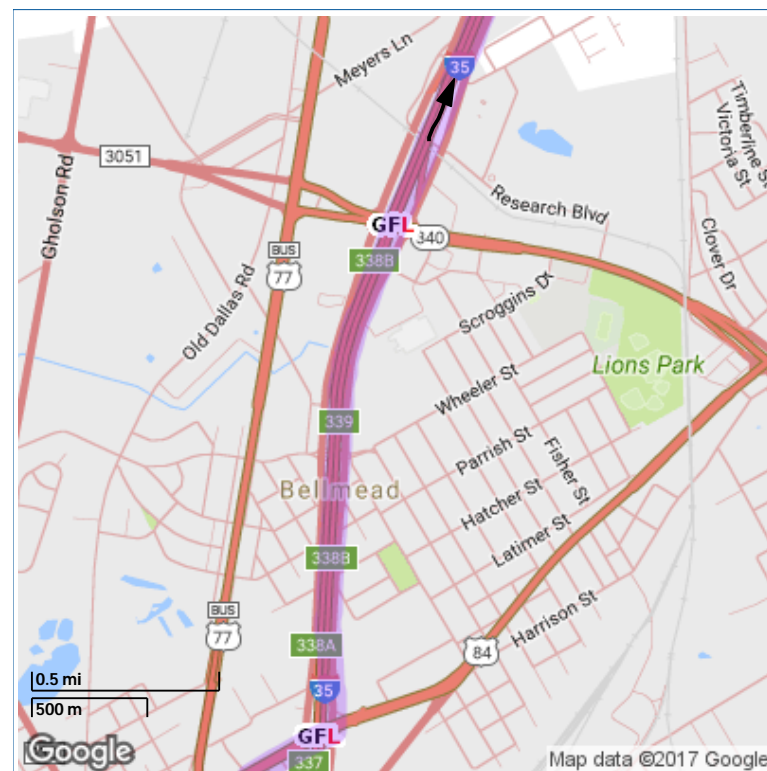 Meyers Ln
35
Timberline St
Victoria St
3051
Gholson Rd
Research Blvd
GFL
340
Clover Dr
BUS
77
338B
Old Dallas Rd
Scroggins Dr
Lions Park
Wheeler St
339
Parrish St
Fisher St
Bellmead
Hatcher St
Latimer St
338B
BUS
77
Harrison St
338A
84
0.5 mi
35
500 m
GFL
Google
337
Map data ©2017 Google